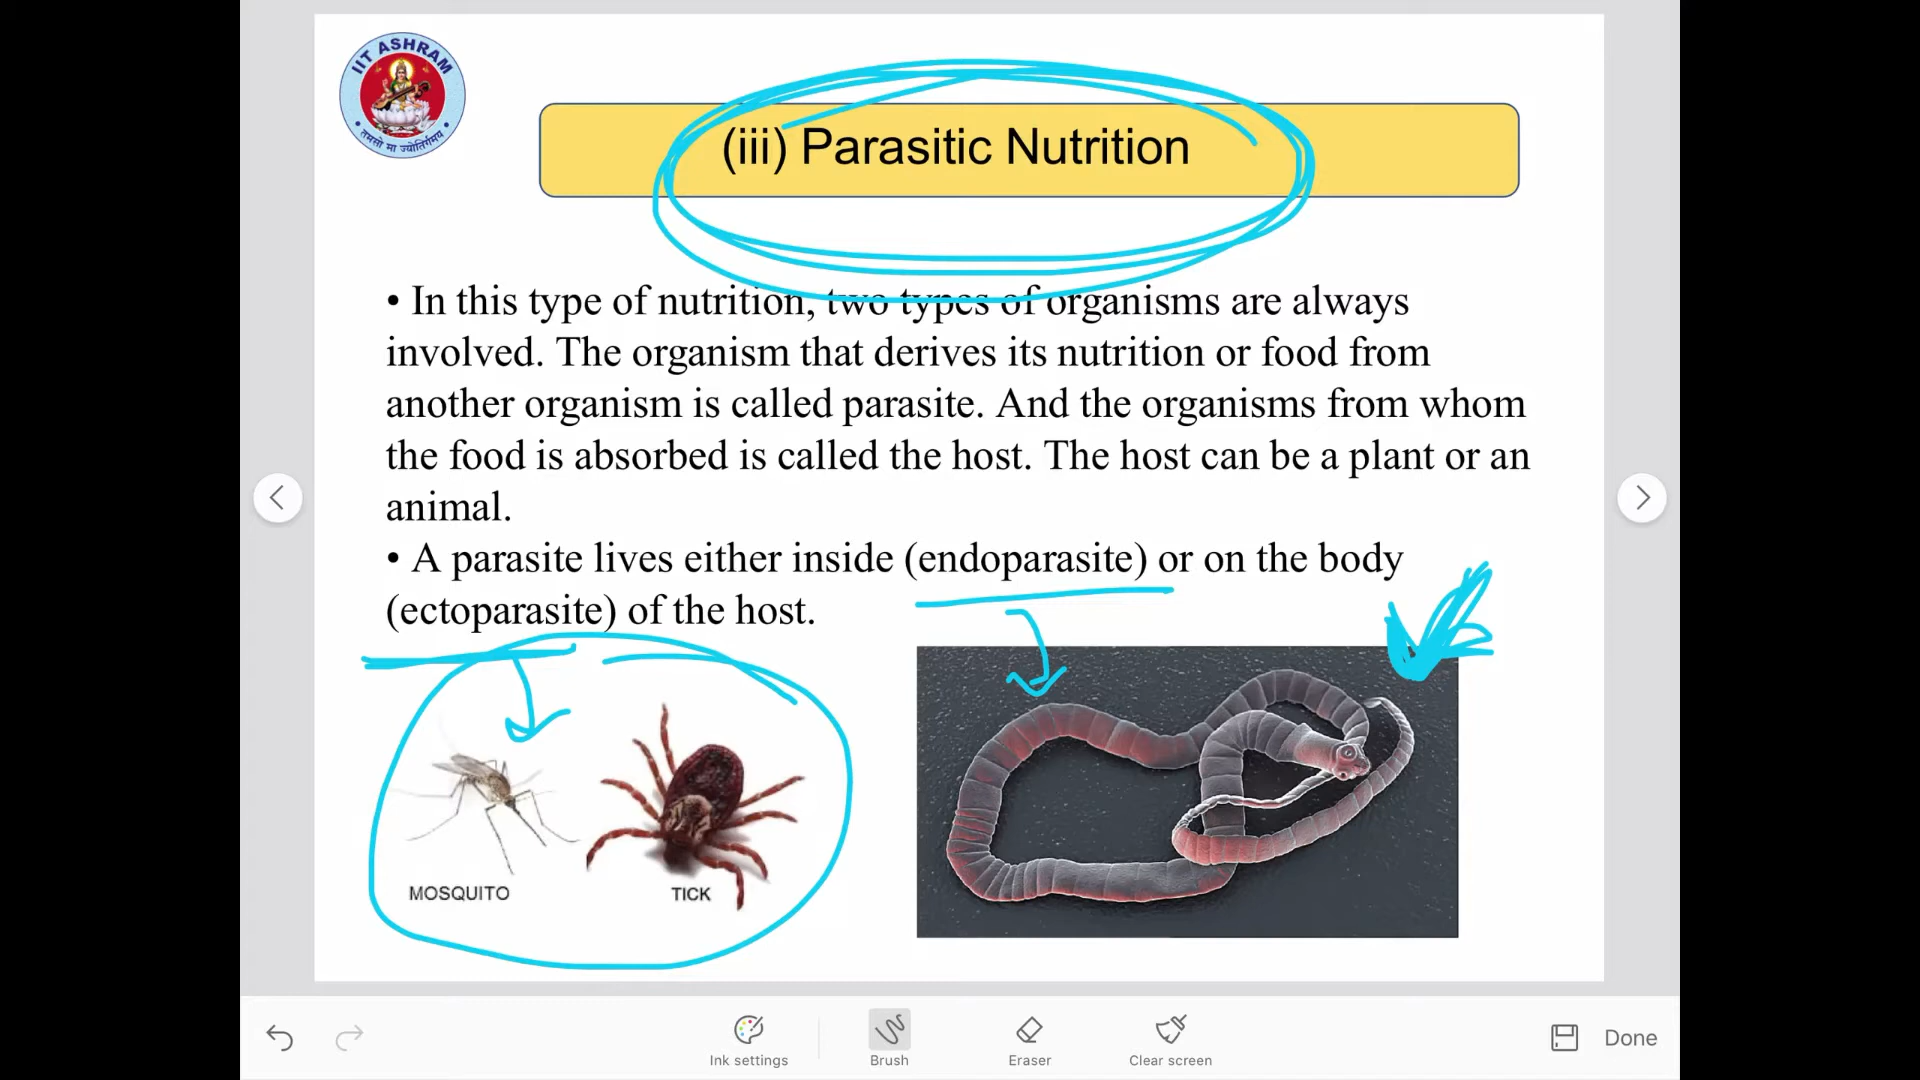 IIT ASHRAM
तमसो मा ज्योतिर्गमय
(iii) Parasitic Nutrition
• In this type of nutrition, two types of organisms are always
involved. The organism that derives its nutrition or food from
another organism is called parasite. And the organisms from whom
the food is absorbed is called the host. The host can be a plant or an
animal.
• A parasite lives either inside (endoparasite) or on the body
(ectoparasite) of the host.
MOSQUITO
TICK
Ink settings
Brush
Eraser
Clear screen
Done